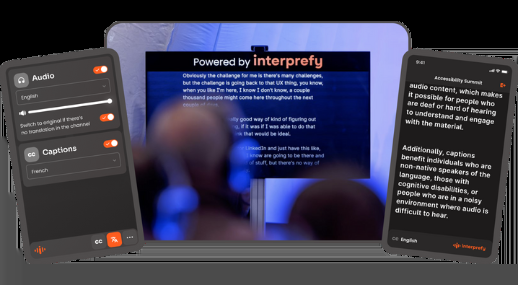 Audio
English
Switch to original if there's
no translation in the channel
CC Captions
French
CC
Powered by interprefy
Obviously the challenge for me is there's many challenges,
but the challenge is going back to that UX thing, you know,
when you like I'm here, I know I don't know, a couple
thousand people might come here throughout the next
ally good way of kind of figuring out
if it was if I was able to do that
nk that would be ideal.
LinkedIn and just have this like,
know are going to be there and
of stuff, but there's no way of
Accessibility Summit
audio content, which makes
it possible for people who
are deaf or hard of hearing
to understand and engage
with the material.
Additionally, captions
benefit individuals who are
non-native speakers of the
language, those with
cognitive disabilities, or
people who are in a noisy
environment where audio is
difficult to hear.
CC English
interprefy